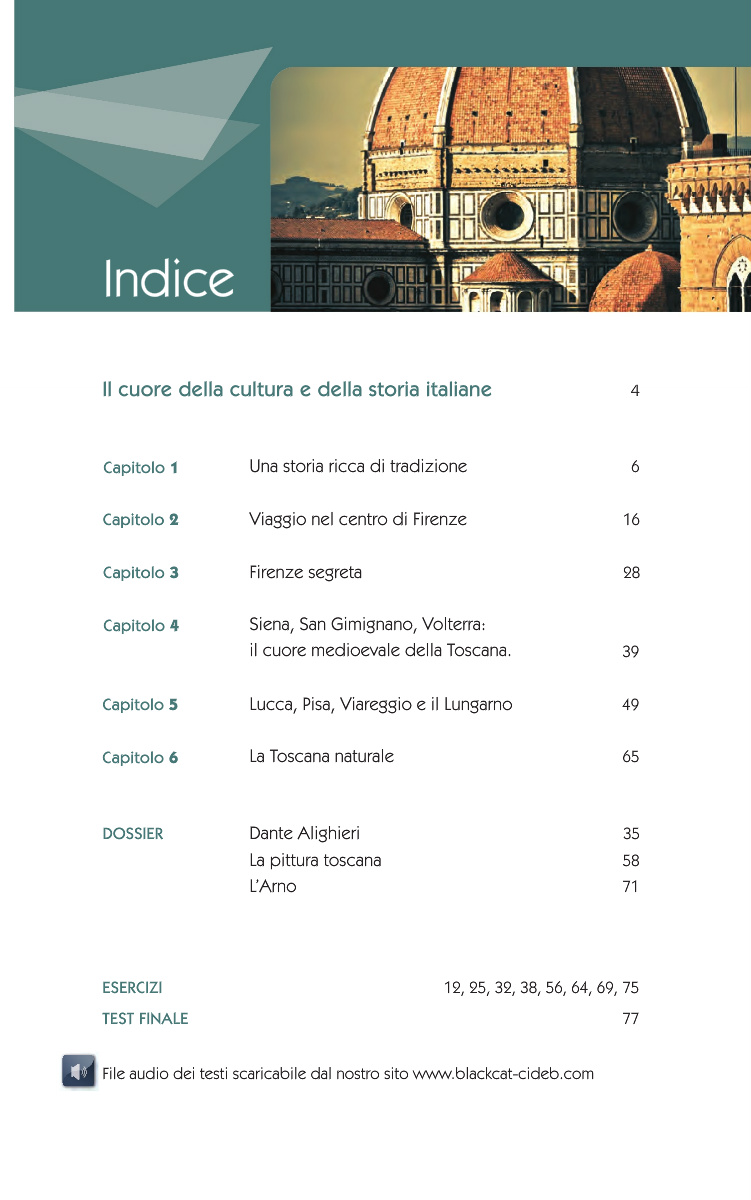 Indice
Il cuore della cultura e della storia italiane 4
Capitolo 1 Una storia ricca di tradizione 6
Capitolo 2 Viaggio nel centro di Firenze 16
Capitolo 3 Firenze segreta 28
Capitolo 4 Siena, San Gimignano, Volterra:
il cuore medioevale della Toscana. 39
Capitolo 5 Lucca, Pisa, Viareggio e il Lungarno 49
Capitolo 6 La Toscana naturale 65
DOSSIER Dante Alighieri 35
La pittura toscana 58
L'Arno 71
ESERCIZI 12, 25, 32, 38, 56, 64, 69, 75
TEST FINALE 77
File audio dei testi scaricabile dal nostro sito www.blackcat-cideb.com